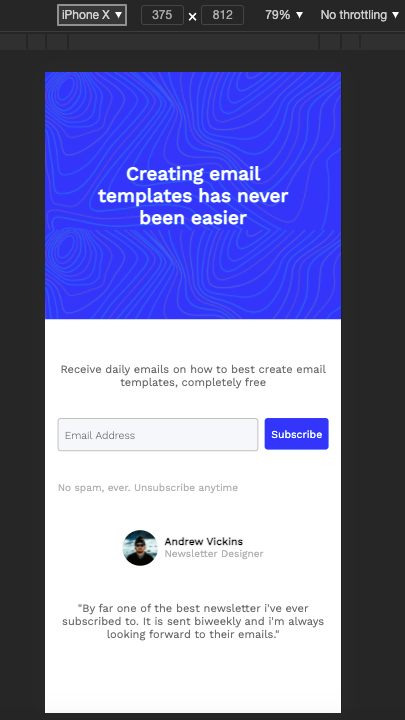 iPhone X ▼ 375 × 812 79% ▼ No throttling ▼
Creating email
templates has never
been easier
Receive daily emails on how to best create email
templates, completely free
Email Address
Subscribe
No spam, ever. Unsubscribe anytime
Andrew Vickins
Newsletter Designer
"By far one of the best newsletter i've ever
subscribed to. It is sent biweekly and i'm always
looking forward to their emails."